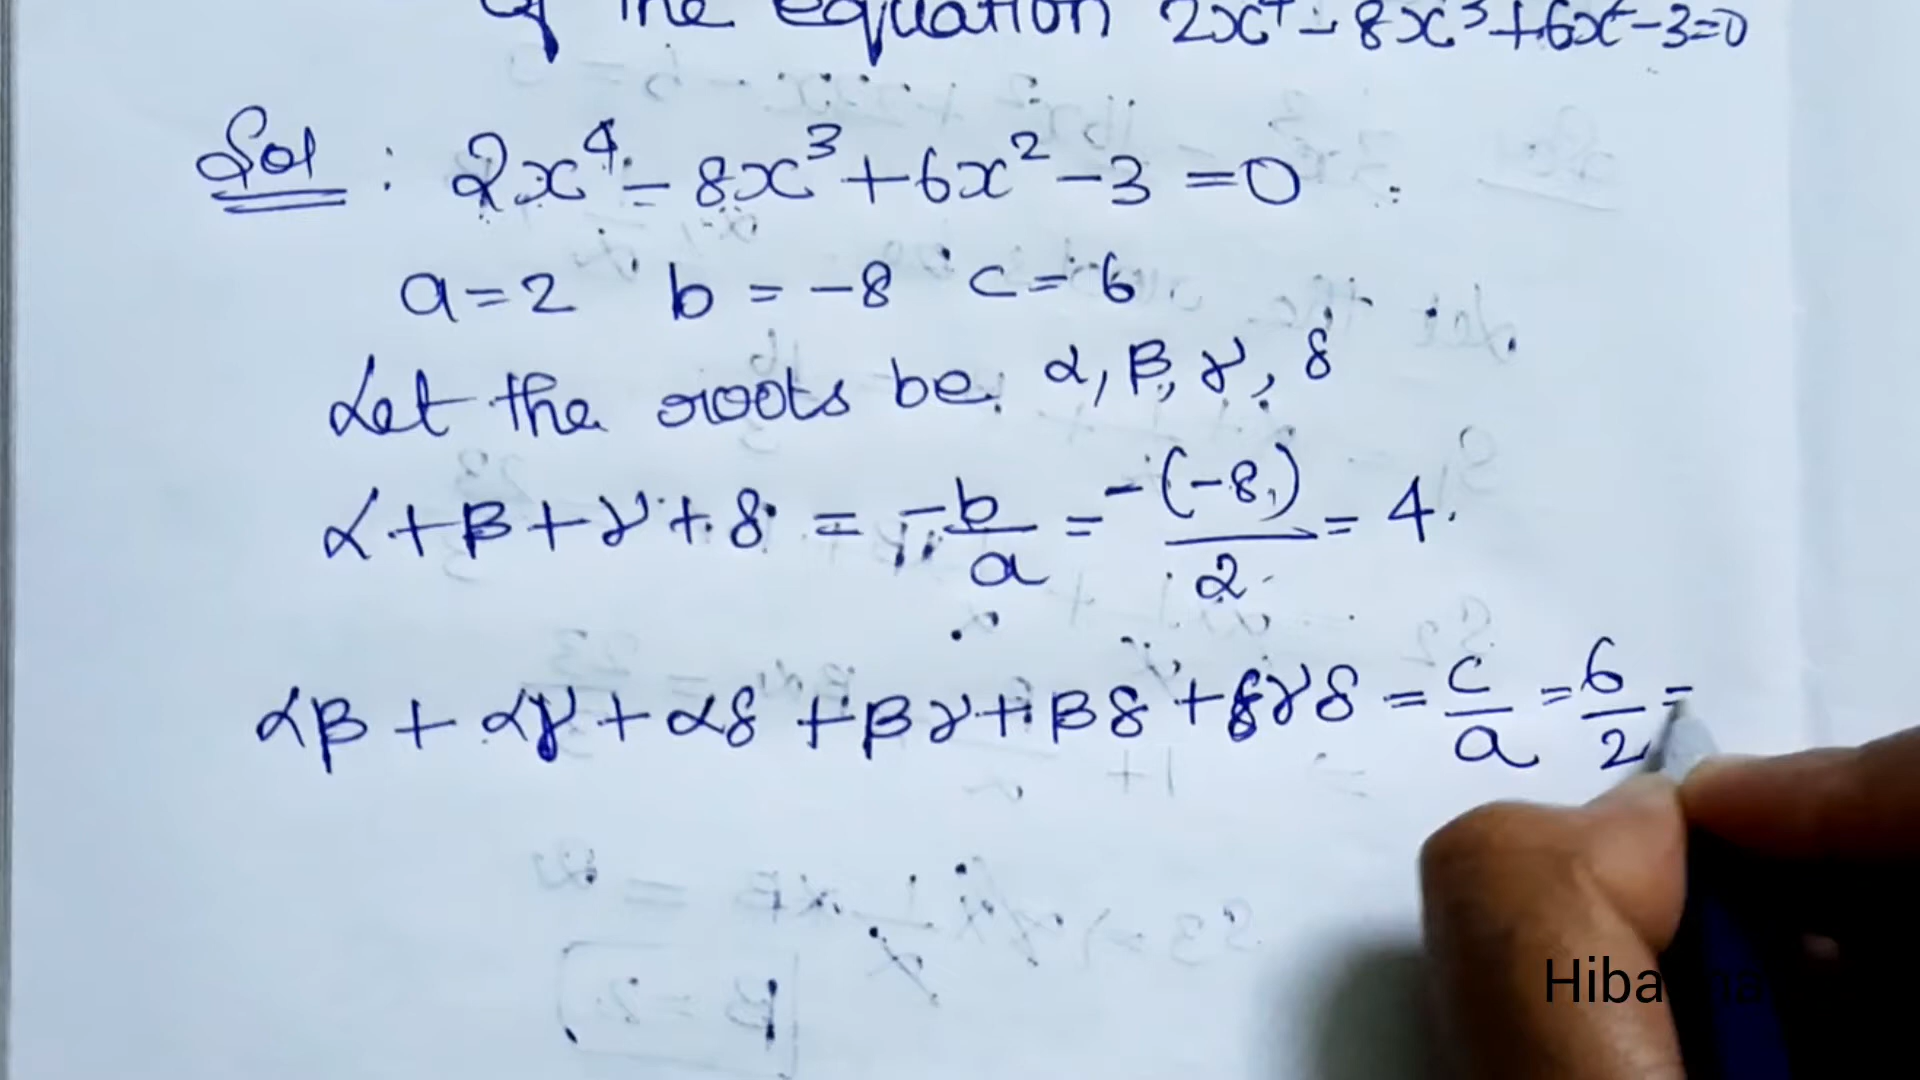 of the equation 2x⁴ - 8x³ + 6x² - 3 = 0
Sol : 2x⁴ - 8x³ + 6x² - 3 = 0
a = 2 b = -8 c = 6
Let the roots be α, β, γ, δ
α + β + γ + δ = -b/a = -(-8)/2 = 4.
αβ + αγ + αδ + βγ + βδ + γδ = c/a = 6/2 =
Hiba